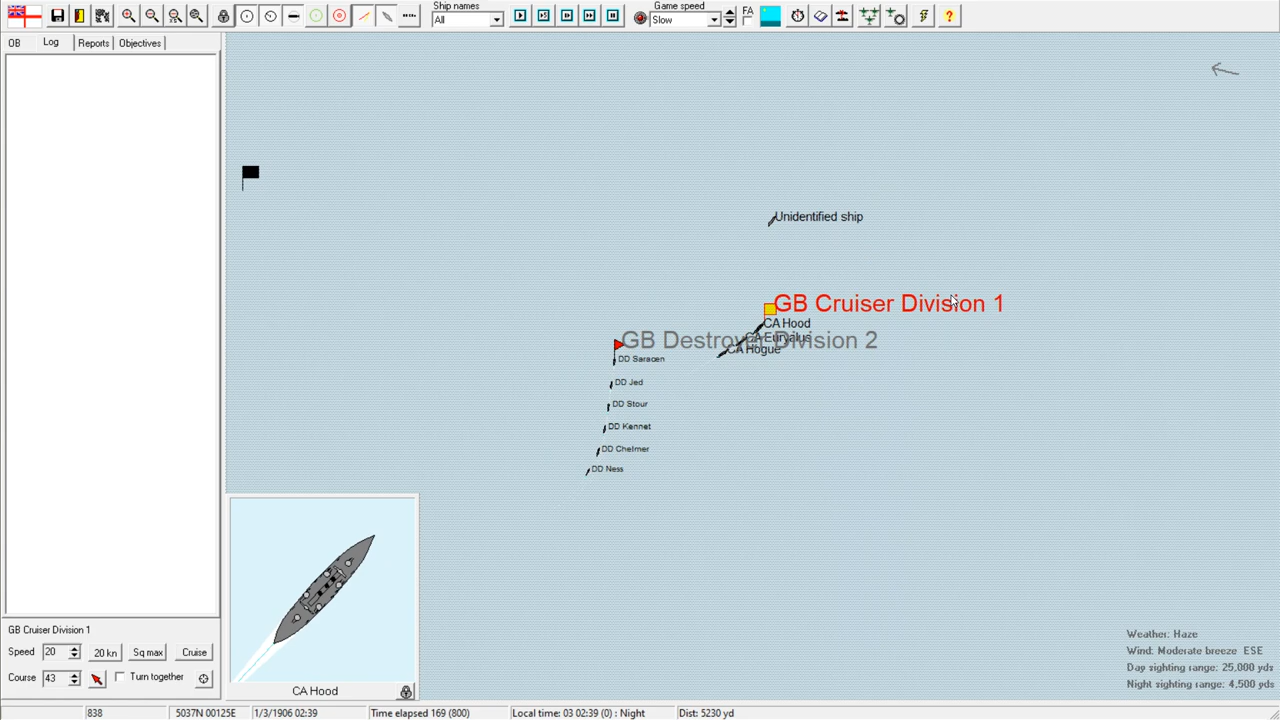 Ship names
All
Game speed
Slow
FA
OB
Log
Reports
Objectives
Unidentified ship
GB Cruiser Division 1
CA Hood
CA Euryalus
CA Hogue
GB Destroyer Division 2
DD Saracen
DD Jed
DD Stour
DD Kennet
DD Chelmer
DD Ness
GB Cruiser Division 1
Speed 20 20 kn Sq max Cruise
Course 43 Turn together
CA Hood
Weather: Haze
Wind: Moderate breeze ESE
Day sighting range: 25,000 yds
Night sighting range: 4,500 yds
838 5037N 00125E 1/3/1906 02:39 Time elapsed 169 (800) Local time: 03 02:39 (0) : Night Dist: 5230 yd